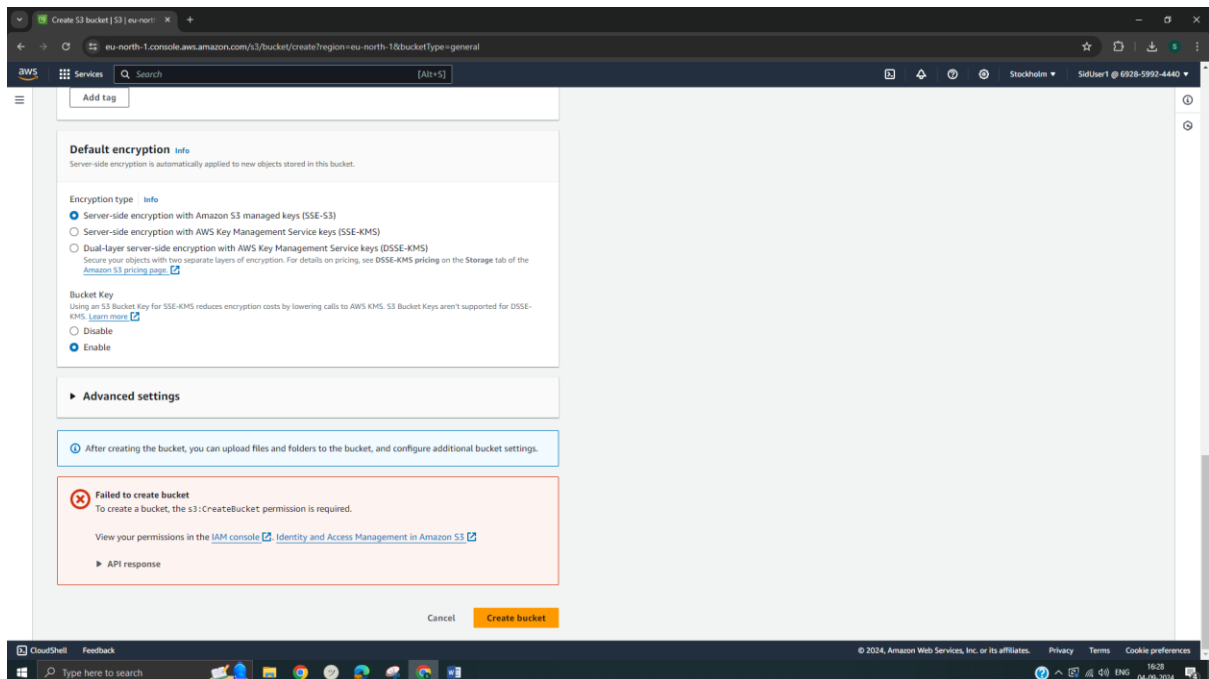 Create S3 bucket | S3 | eu-north
eu-north-1.console.aws.amazon.com/s3/bucket/create?region=eu-north-1&bucketType=general
aws Services Search [Alt+S] Stockholm SidUser1 @ 6928-5992-4440
Add tag
Default encryption Info
Server-side encryption is automatically applied to new objects stored in this bucket.
Encryption type Info
Server-side encryption with Amazon S3 managed keys (SSE-S3)
Server-side encryption with AWS Key Management Service keys (SSE-KMS)
Dual-layer server-side encryption with AWS Key Management Service keys (DSSE-KMS)
Secure your objects with two separate layers of encryption. For details on pricing, see DSSE-KMS pricing on the Storage tab of the
Amazon S3 pricing page.
Bucket Key
Using an S3 Bucket Key for SSE-KMS reduces encryption costs by lowering calls to AWS KMS. S3 Bucket Keys aren't supported for DSSE-
KMS. Learn more
Disable
Enable
Advanced settings
After creating the bucket, you can upload files and folders to the bucket, and configure additional bucket settings.
Failed to create bucket
To create a bucket, the s3:CreateBucket permission is required.
View your permissions in the IAM console. Identity and Access Management in Amazon S3
API response
Cancel Create bucket
CloudShell Feedback © 2024, Amazon Web Services, Inc. or its affiliates. Privacy Terms Cookie preferences
Type here to search ENG 16:28
04-09-2024